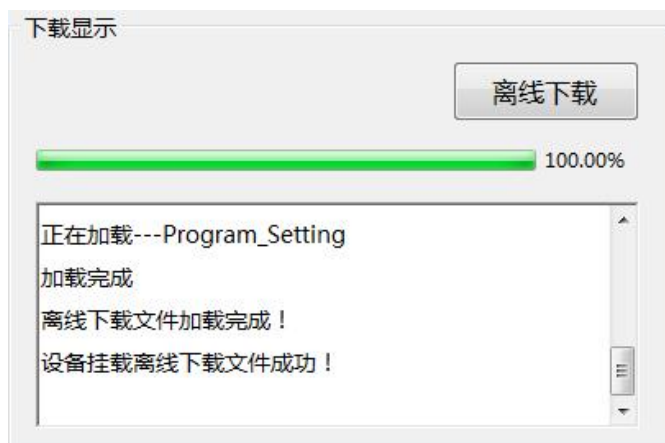 下载显示
离线下载
100.00%
正在加载---Program_Setting
加载完成
离线下载文件加载完成！
设备挂载离线下载文件成功！